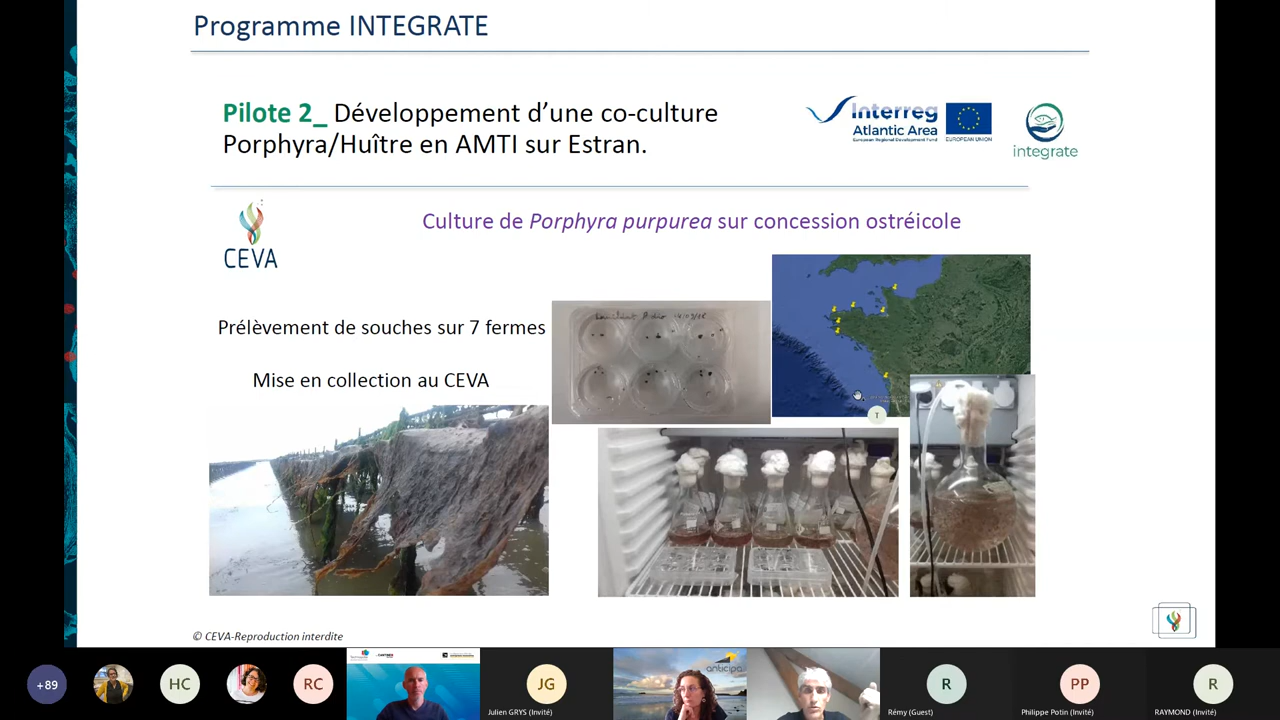 Programme INTEGRATE
Pilote 2_ Développement d’une co-culture
Porphyra/Huître en AMTI sur Estran.
Interreg
Atlantic Area
European Regional Development Fund
EUROPEAN UNION
integrate
CEVA
Culture de Porphyra purpurea sur concession ostréicole
Prélèvement de souches sur 7 fermes
Mise en collection au CEVA
T
© CEVA-Reproduction interdite
+89
HC
RC
JG
Julien GRYS (Invité)
anticipa
R
Rémy (Guest)
PP
Philippe Potin (Invité)
R
RAYMOND (Invité)